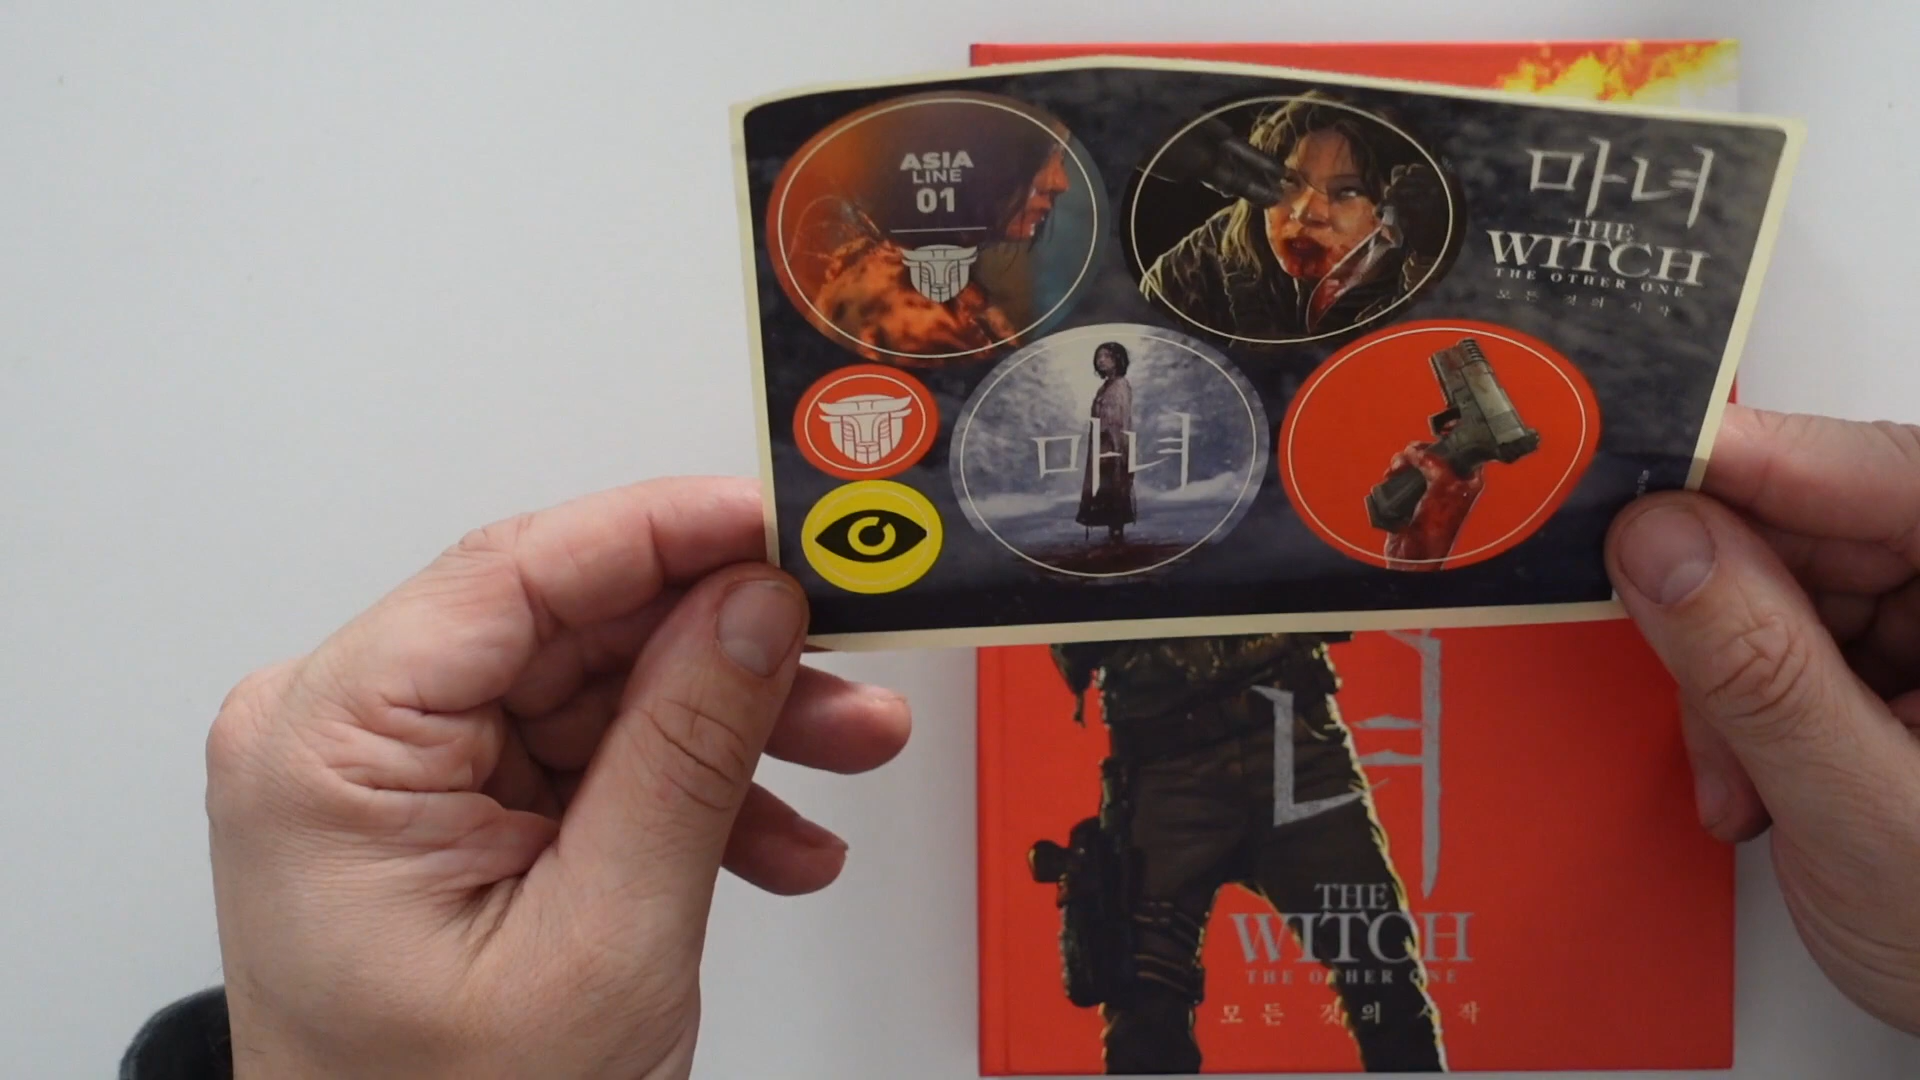 ASIA
LINE
01
마녀
THE
WITCH
THE OTHER ONE
모든 것의 시작
마녀
녀
THE
WITCH
THE OTHER ONE
모든 것의 시작